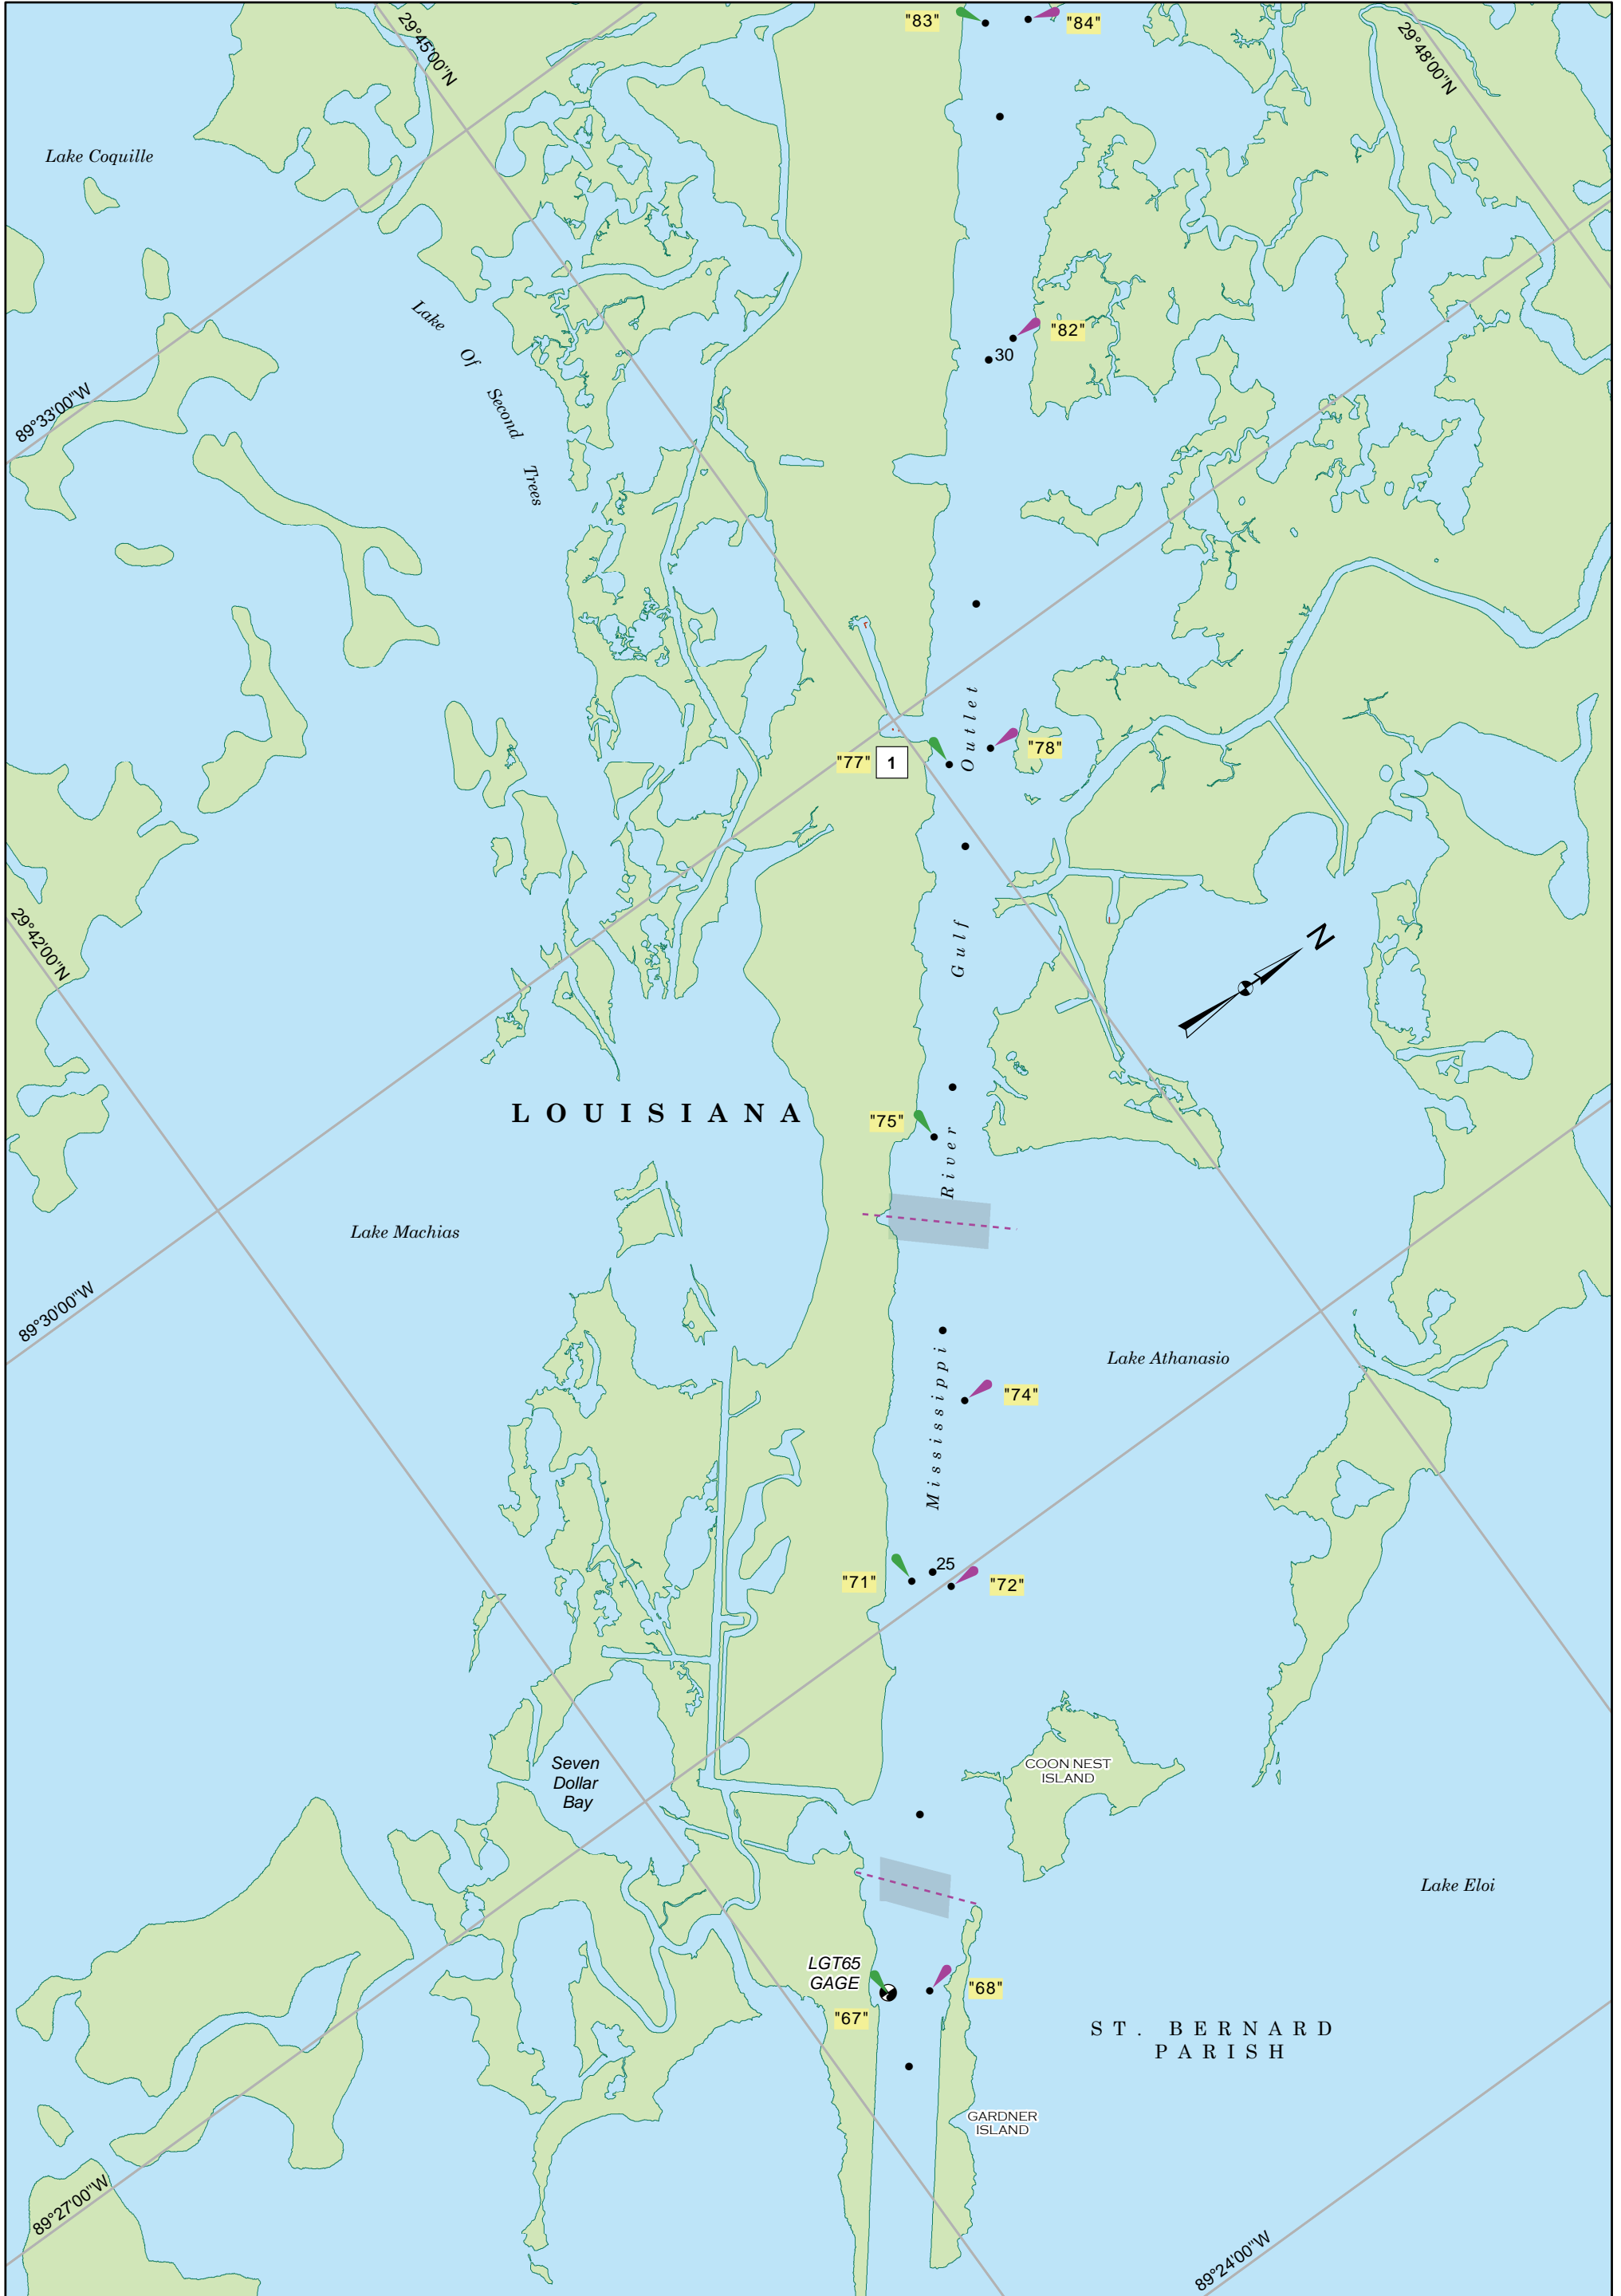 "83"
"84"
29°45'00"N
29°48'00"N
Lake Coquille
Lake Of Second Trees
"82"
30
89°33'00"W
"77"
1
"78"
29°42'00"N
N
Mississippi River Gulf Outlet
"75"
LOUISIANA
Lake Machias
89°30'00"W
Lake Athanasio
"74"
25
"71"
"72"
Seven
Dollar
Bay
COON NEST
ISLAND
Lake Eloi
LGT65
GAGE
"67"
"68"
ST. BERNARD
PARISH
GARDNER
ISLAND
89°27'00"W
89°24'00"W